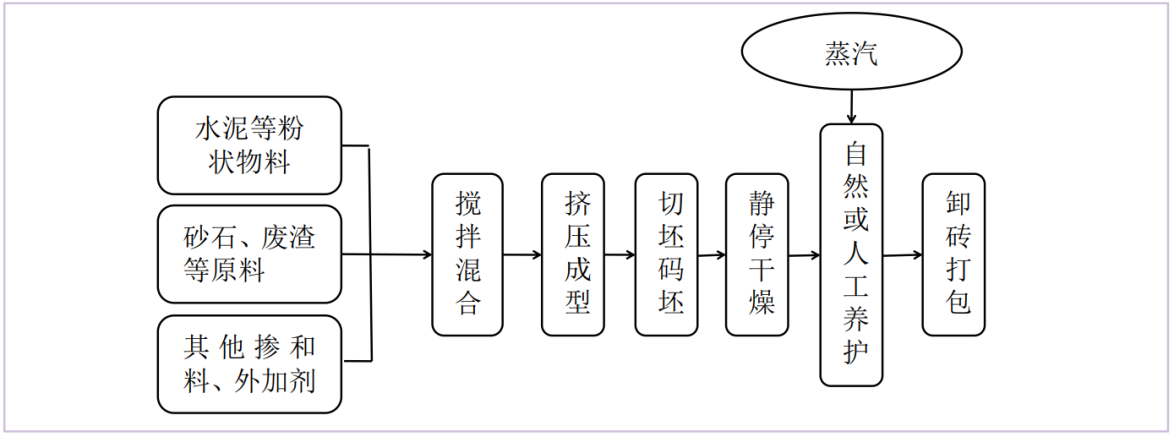 蒸汽
水泥等粉
状物料
砂石、废渣
等原料
其他掺和
料、外加剂
搅拌混合
挤压成型
切坯码坯
静停干燥
自然或人工养护
卸砖打包